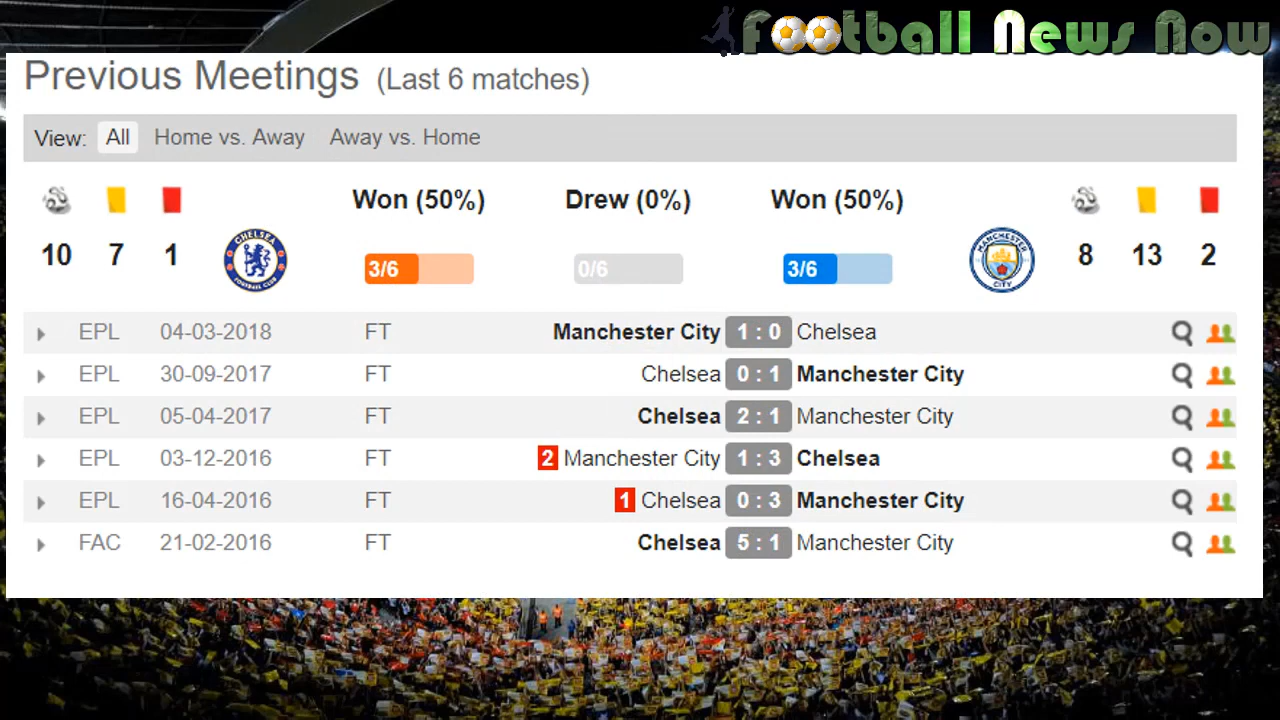 Football News Now
Previous Meetings (Last 6 matches)
View: All Home vs. Away Away vs. Home
Won (50%) Drew (0%) Won (50%)
10 7 1 CHELSEA FOOTBALL CLUB 3/6 0/6 3/6 MANCHESTER CITY 8 13 2
EPL 04-03-2018 FT Manchester City 1 : 0 Chelsea
EPL 30-09-2017 FT Chelsea 0 : 1 Manchester City
EPL 05-04-2017 FT Chelsea 2 : 1 Manchester City
EPL 03-12-2016 FT 2 Manchester City 1 : 3 Chelsea
EPL 16-04-2016 FT 1 Chelsea 0 : 3 Manchester City
FAC 21-02-2016 FT Chelsea 5 : 1 Manchester City